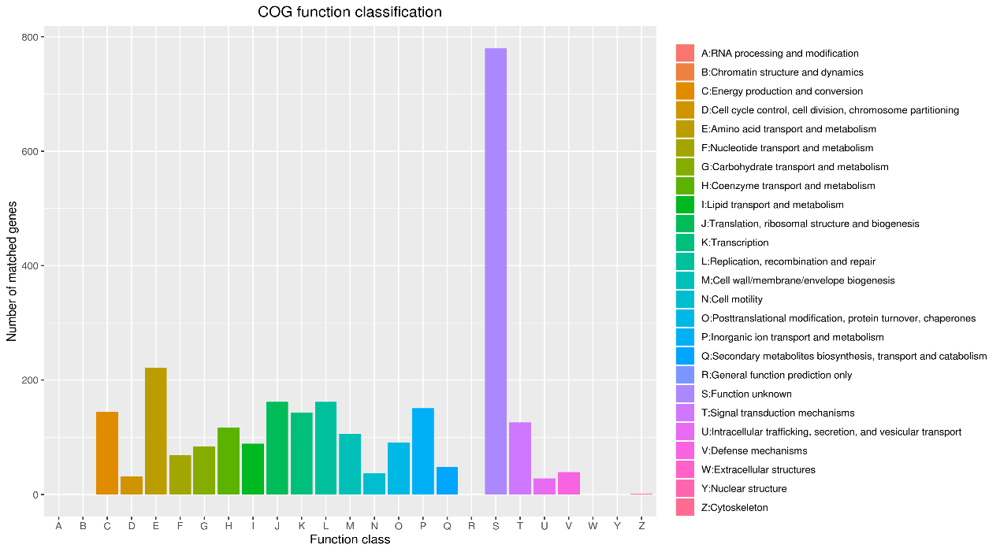 COG function classification
Number of matched genes
800
600
400
200
0
A B C D E F G H I J K L M N O P Q R S T U V W Y Z
Function class
A:RNA processing and modification
B:Chromatin structure and dynamics
C:Energy production and conversion
D:Cell cycle control, cell division, chromosome partitioning
E:Amino acid transport and metabolism
F:Nucleotide transport and metabolism
G:Carbohydrate transport and metabolism
H:Coenzyme transport and metabolism
I:Lipid transport and metabolism
J:Translation, ribosomal structure and biogenesis
K:Transcription
L:Replication, recombination and repair
M:Cell wall/membrane/envelope biogenesis
N:Cell motility
O:Posttranslational modification, protein turnover, chaperones
P:Inorganic ion transport and metabolism
Q:Secondary metabolites biosynthesis, transport and catabolism
R:General function prediction only
S:Function unknown
T:Signal transduction mechanisms
U:Intracellular trafficking, secretion, and vesicular transport
V:Defense mechanisms
W:Extracellular structures
Y:Nuclear structure
Z:Cytoskeleton